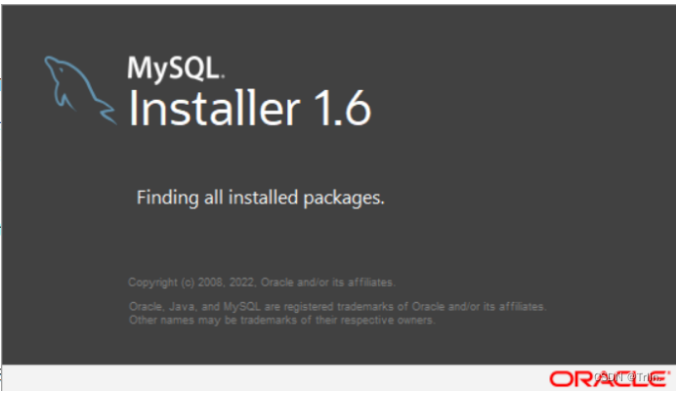 MySQL.
Installer 1.6
Finding all installed packages.
Copyright (c) 2008, 2022, Oracle and/or its affiliates.
Oracle, Java, and MySQL are registered trademarks of Oracle and/or its affiliates.
Other names may be trademarks of their respective owners.
ORACLE